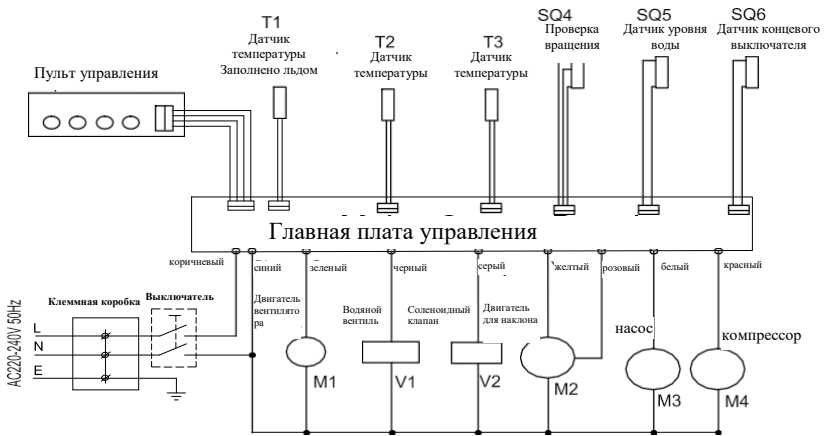 T1
Датчик
температуры
Заполнено льдом
T2
Датчик
температуры
T3
Датчик
температуры
SQ4
Проверка
вращения
SQ5
Датчик уровня
воды
SQ6
Датчик концевого
выключателя
Пульт управления
Главная плата управления
коричневый
синий
зеленый
черный
серый
желтый
розовый
белый
красный
Клеммная коробка
Выключатель
Двигатель
вентилято
ра
Водяной
вентиль
Соленоидный
клапан
Двигатель
для наклона
насос
компрессор
AC220-240V 50Hz
L
N
E
M1
V1
V2
M2
M3
M4